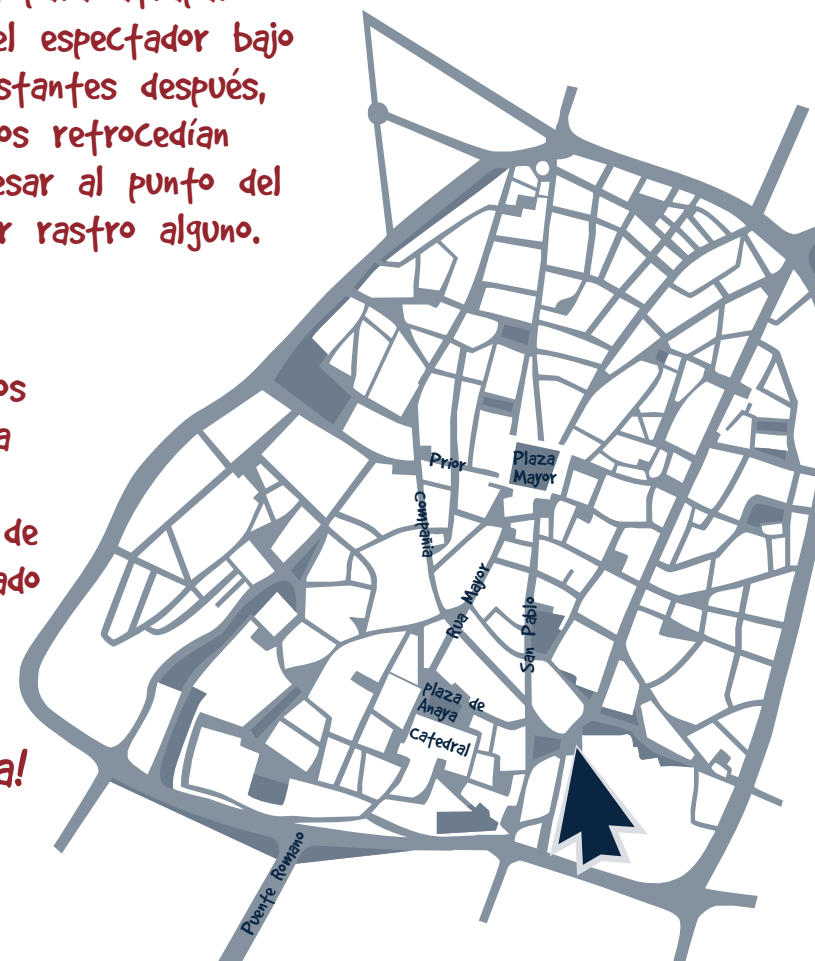 el espectador bajo
stantes después,
os retrocedían
esar al punto del
r rastro alguno.
os
a
de
ado
a!
Prior
Plaza
Mayor
Compañia
Rua Mayor
San Pablo
Plaza de
Anaya
Catedral
Puente Romano